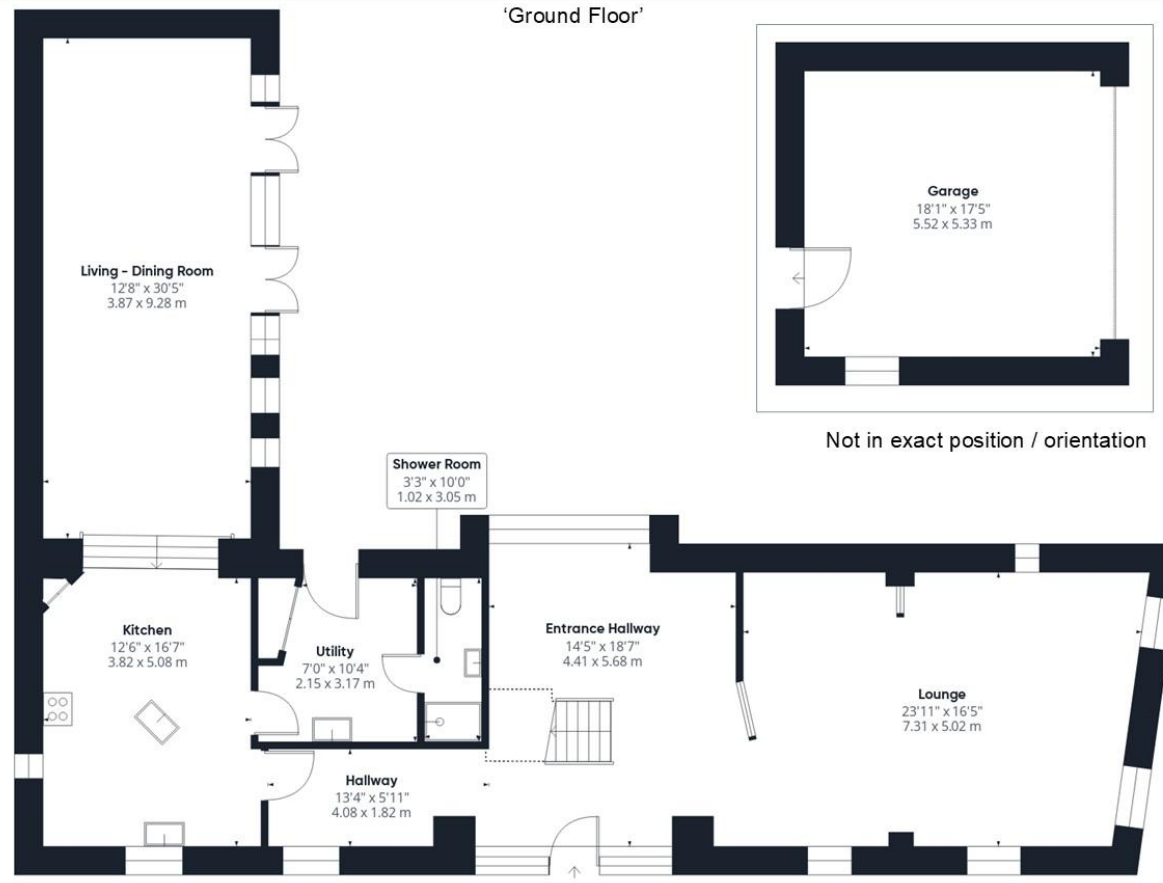 ‘Ground Floor’
Garage
18'1" x 17'5"
5.52 x 5.33 m
Living - Dining Room
12'8" x 30'5"
3.87 x 9.28 m
Not in exact position / orientation
Shower Room
3'3" x 10'0"
1.02 x 3.05 m
Kitchen
12'6" x 16'7"
3.82 x 5.08 m
Utility
7'0" x 10'4"
2.15 x 3.17 m
Entrance Hallway
14'5" x 18'7"
4.41 x 5.68 m
Lounge
23'11" x 16'5"
7.31 x 5.02 m
Hallway
13'4" x 5'11"
4.08 x 1.82 m